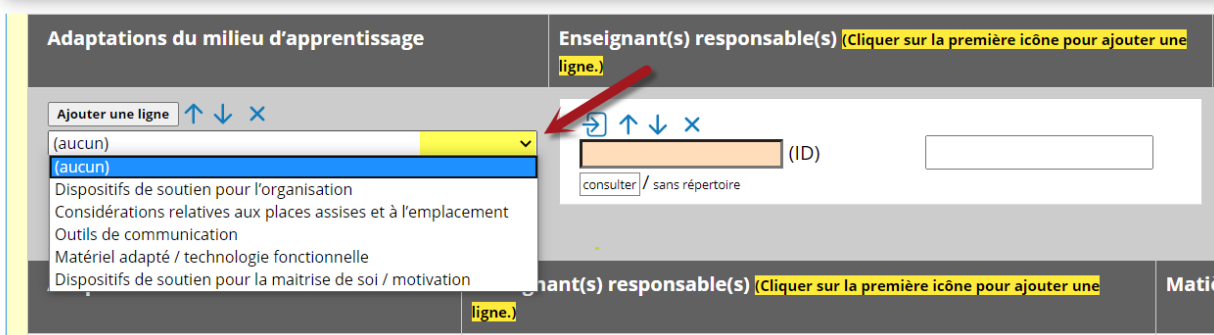 Adaptations du milieu d’apprentissage
Enseignant(s) responsable(s) (Cliquer sur la première icône pour ajouter une
ligne.)
Ajouter une ligne
(aucun)
(aucun)
Dispositifs de soutien pour l’organisation
Considérations relatives aux places assises et à l’emplacement
Outils de communication
Matériel adapté / technologie fonctionnelle
Dispositifs de soutien pour la maitrise de soi / motivation
(ID)
consulter / sans répertoire
nant(s) responsable(s) (Cliquer sur la première icône pour ajouter une
ligne.)
Matiè